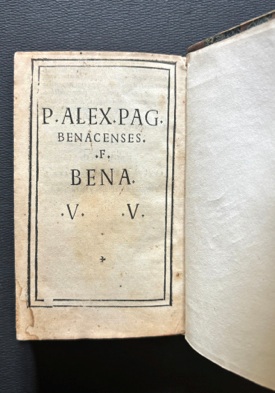 P. ALEX. PAG.
BENACENSES.
.F.
BENA.
.V. V.